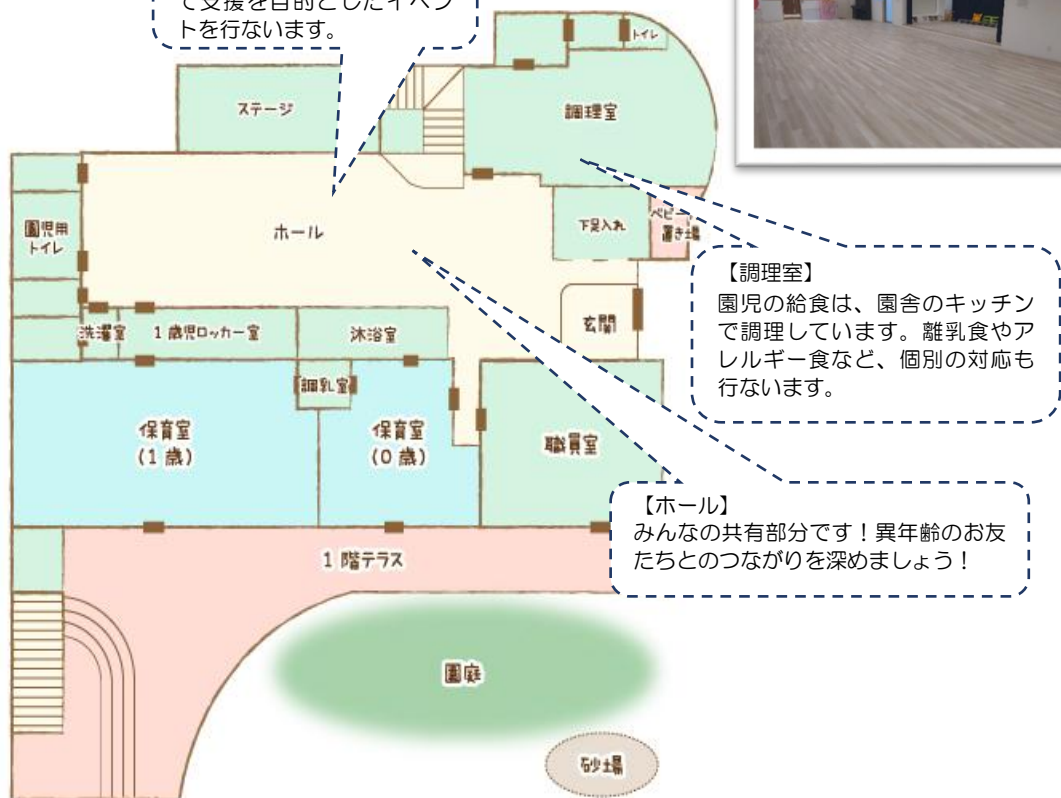 て支援を目的としたイベン
トを行ないます。
トイレ
ステージ
調理室
園児用
トイレ
ホール
下足入れ
ベビー
置き場
【調理室】
園児の給食は、園舎のキッチン
で調理しています。離乳食やア
レルギー食など、個別の対応も
行ないます。
玄関
洗濯室
1歳児ロッカー室
沐浴室
調乳室
保育室
(1歳)
保育室
(0歳)
職員室
【ホール】
みんなの共有部分です！異年齢のお友
たちとのつながりを深めましょう！
1階テラス
園庭
砂場